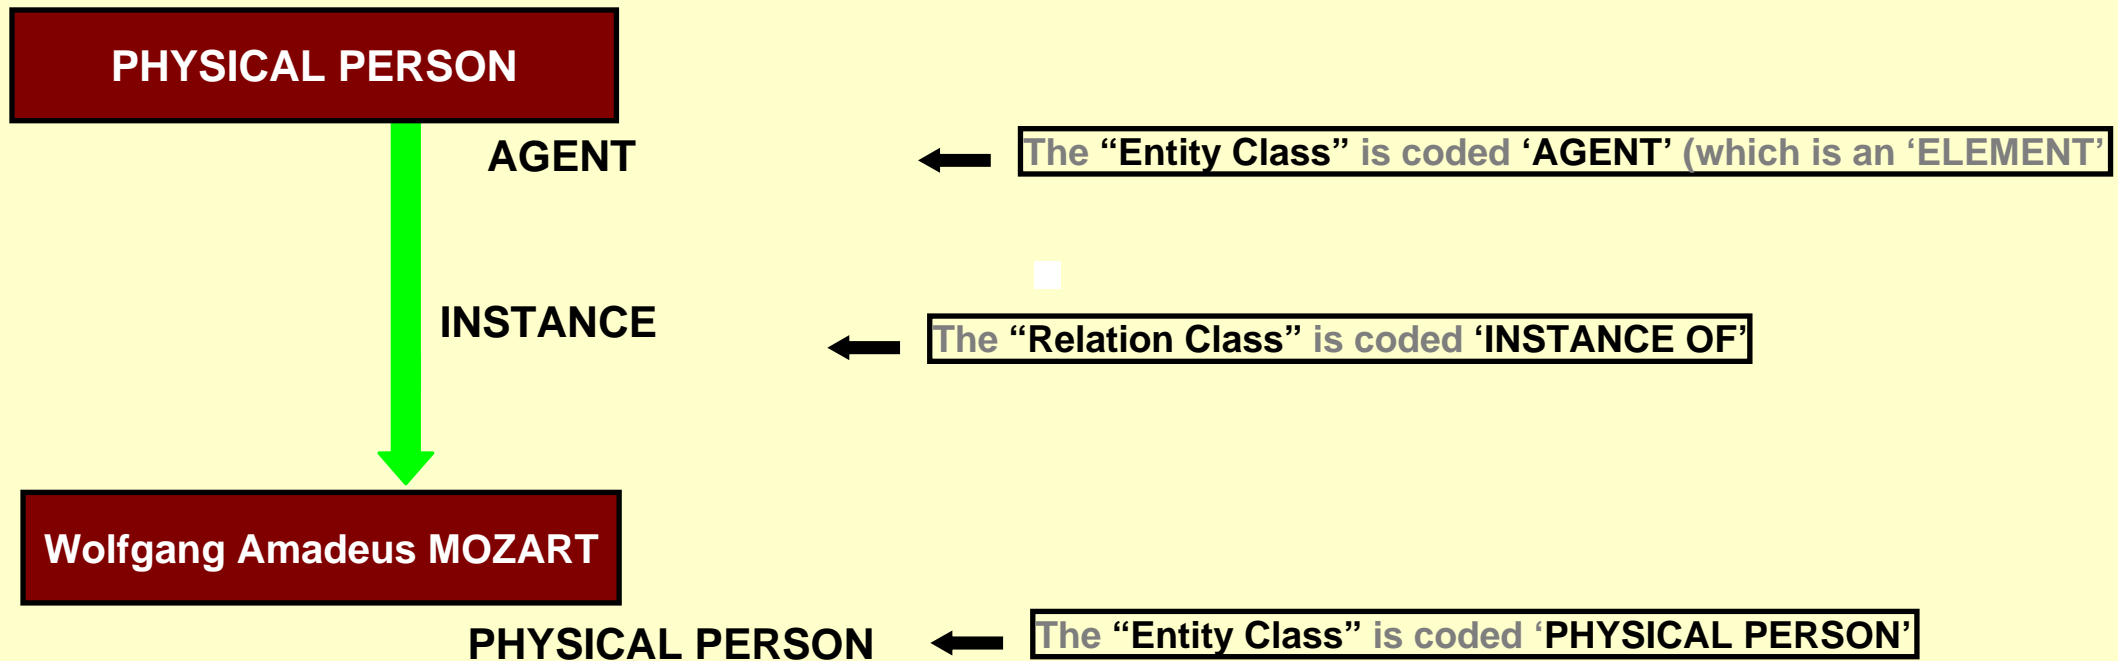 PHYSICAL PERSON
AGENT
The “Entity Class” is coded ‘AGENT’ (which is an ‘ELEMENT’
INSTANCE
The “Relation Class” is coded ‘INSTANCE OF’
Wolfgang Amadeus MOZART
PHYSICAL PERSON
The “Entity Class” is coded ‘PHYSICAL PERSON’